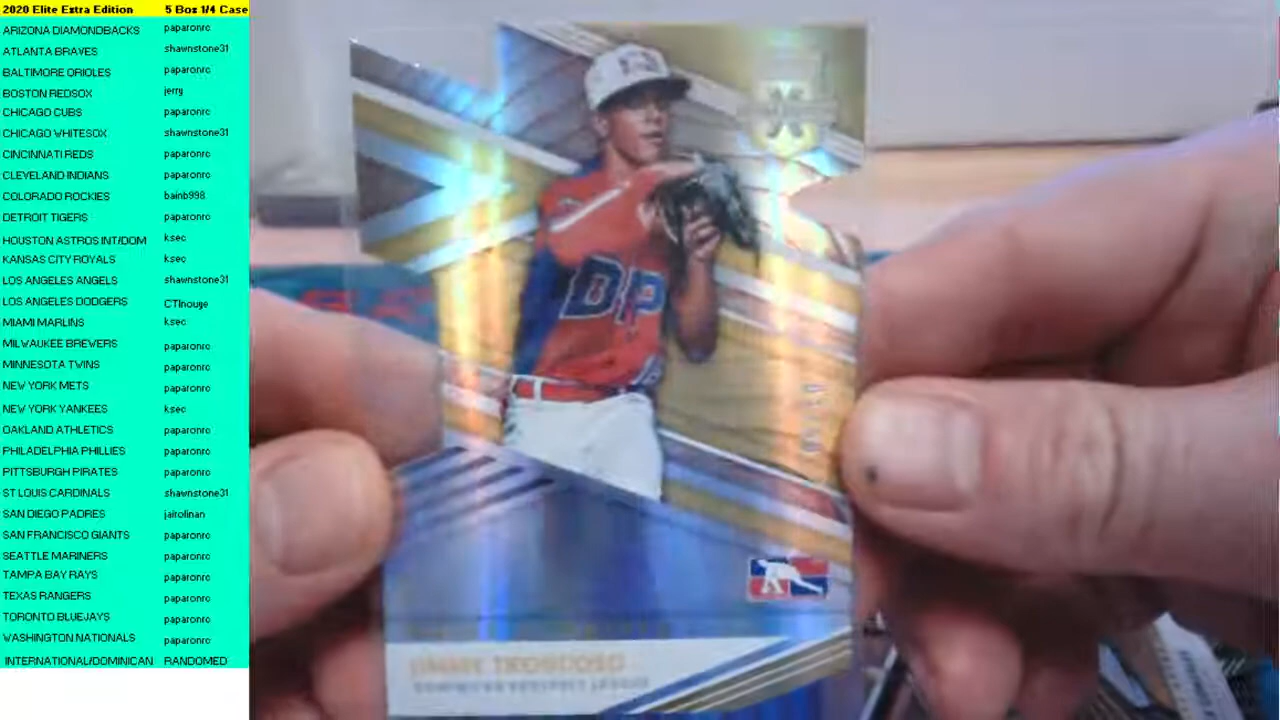 2020 Elite Extra Edition 5 Box 1/4 Case
ARIZONA DIAMONDBACKS paparonrc
ATLANTA BRAVES shawnstone31
BALTIMORE ORIOLES paparonrc
BOSTON REDSOX jerry
CHICAGO CUBS paparonrc
CHICAGO WHITESOX shawnstone31
CINCINNATI REDS paparonrc
CLEVELAND INDIANS paparonrc
COLORADO ROCKIES bainb998
DETROIT TIGERS paparonrc
HOUSTON ASTROS INT/DOM ksec
KANSAS CITY ROYALS ksec
LOS ANGELES ANGELS shawnstone31
LOS ANGELES DODGERS CTInouye
MIAMI MARLINS ksec
MILWAUKEE BREWERS paparonrc
MINNESOTA TWINS paparonrc
NEW YORK METS paparonrc
NEW YORK YANKEES ksec
OAKLAND ATHLETICS paparonrc
PHILADELPHIA PHILLIES paparonrc
PITTSBURGH PIRATES paparonrc
ST LOUIS CARDINALS shawnstone31
SAN DIEGO PADRES jairolinan
SAN FRANCISCO GIANTS paparonrc
SEATTLE MARINERS paparonrc
TAMPA BAY RAYS paparonrc
TEXAS RANGERS paparonrc
TORONTO BLUEJAYS paparonrc
WASHINGTON NATIONALS paparonrc
INTERNATIONAL/DOMINICAN RANDOMED
DP
DOMINICAN PROSPECT LEAGUE